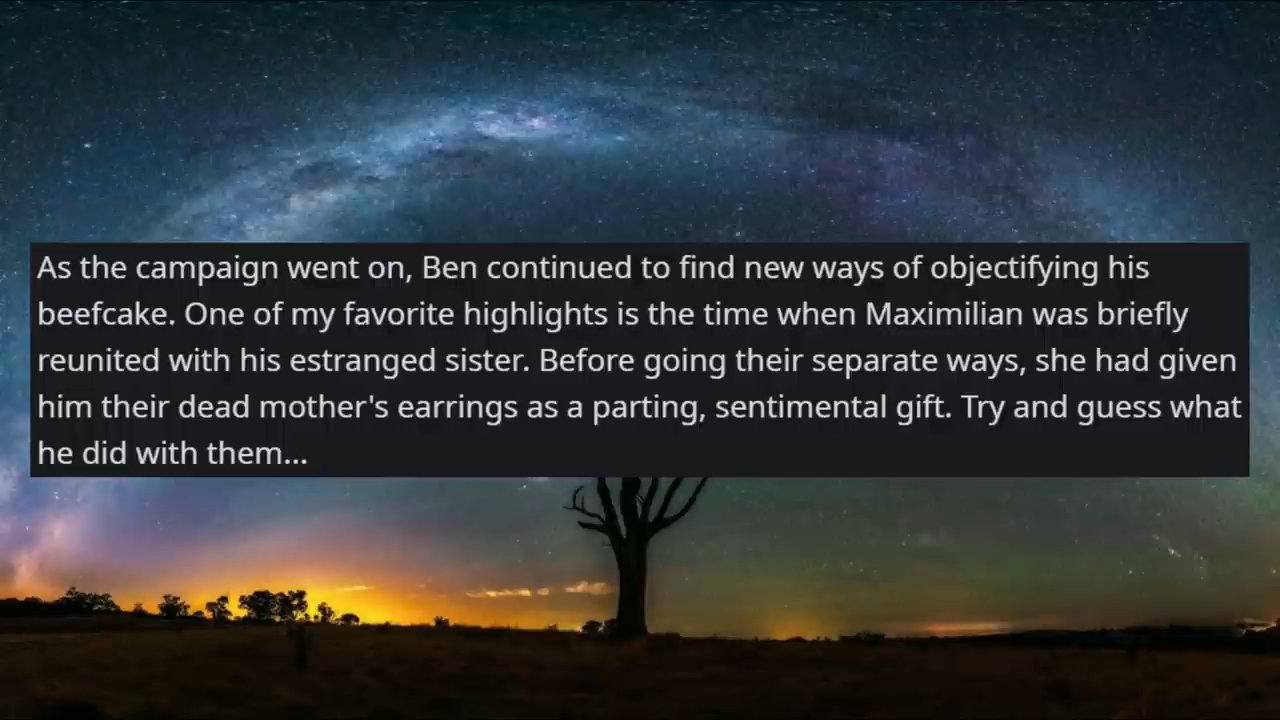 As the campaign went on, Ben continued to find new ways of objectifying his
beefcake. One of my favorite highlights is the time when Maximilian was briefly
reunited with his estranged sister. Before going their separate ways, she had given
him their dead mother's earrings as a parting, sentimental gift. Try and guess what
he did with them...